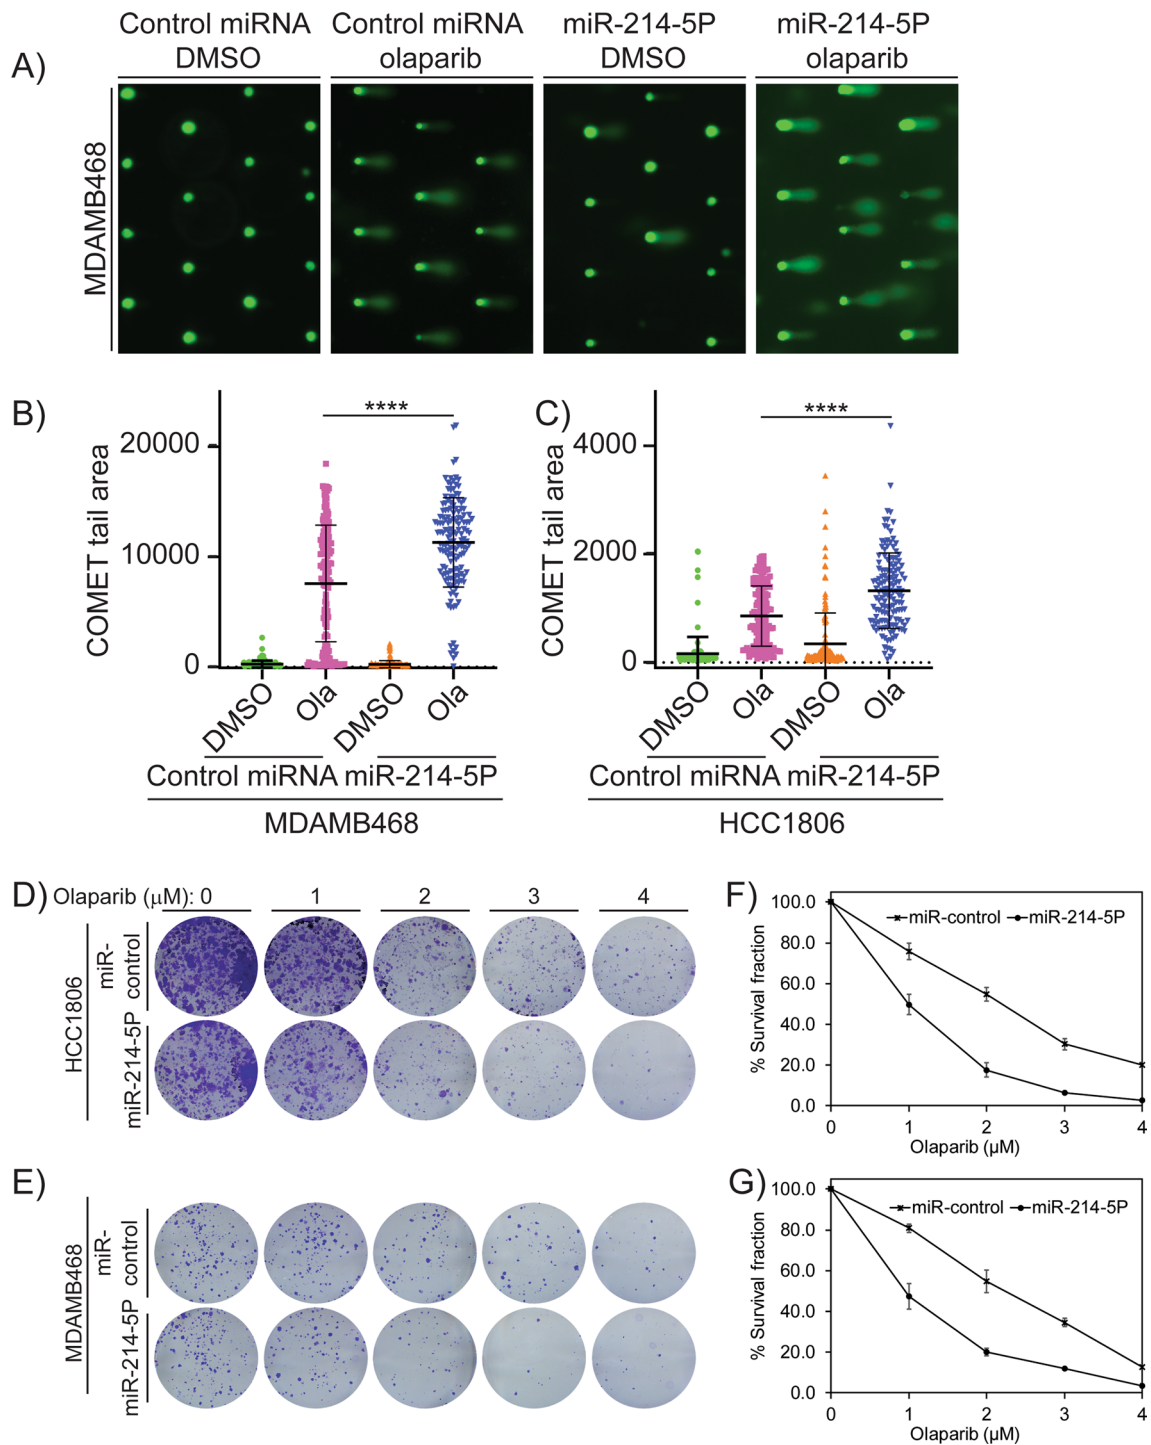 Control miRNA DMSO
Control miRNA olaparib
miR-214-5P DMSO
miR-214-5P olaparib
A)
MDAMB468
B)
COMET tail area
20000
10000
0
****
DMSO
Ola
DMSO
Ola
Control miRNA miR-214-5P
MDAMB468
C)
COMET tail area
4000
2000
0
****
DMSO
Ola
DMSO
Ola
Control miRNA miR-214-5P
HCC1806
D) Olaparib (μM): 0 1 2 3 4
HCC1806
miR-control
miR-214-5P
E)
MDAMB468
miR-control
miR-214-5P
F)
% Survival fraction
100.0
80.0
60.0
40.0
20.0
0.0
miR-control miR-214-5P
0 1 2 3 4
Olaparib (µM)
G)
% Survival fraction
100.0
80.0
60.0
40.0
20.0
0.0
miR-control miR-214-5P
0 1 2 3 4
Olaparib (µM)